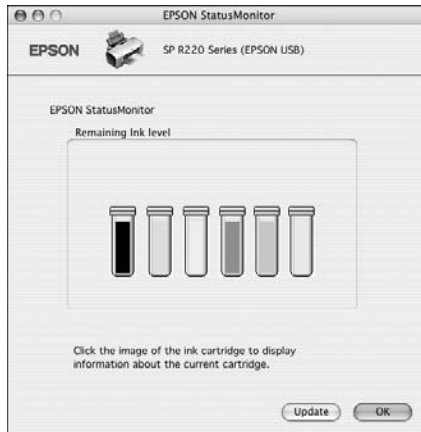 EPSON StatusMonitor
EPSON
SP R220 Series (EPSON USB)
EPSON StatusMonitor
Remaining Ink level
Click the image of the ink cartridge to display
information about the current cartridge.
Update
OK